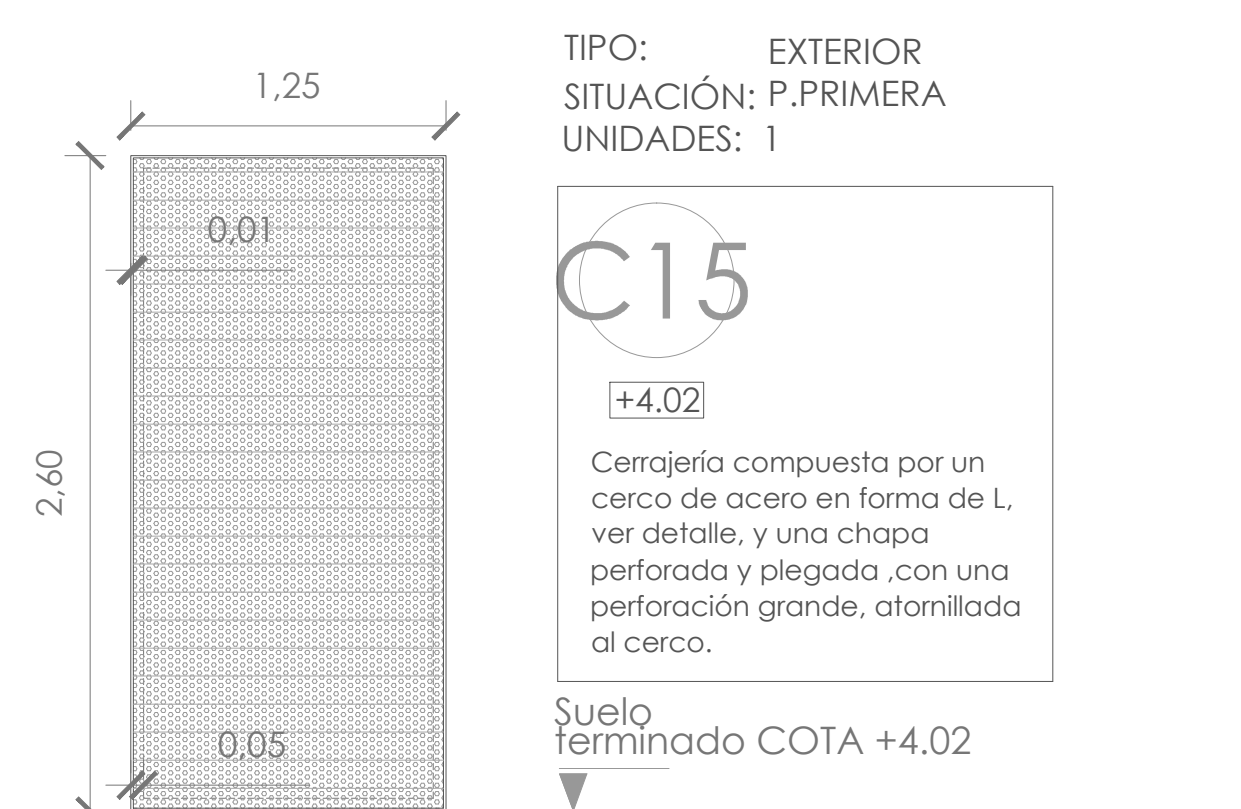 1,25
0,01
2,60
0,05
TIPO: EXTERIOR
SITUACIÓN: P.PRIMERA
UNIDADES: 1
C15
+4.02
Cerrajería compuesta por un
cerco de acero en forma de L,
ver detalle, y una chapa
perforada y plegada ,con una
perforación grande, atornillada
al cerco.
Suelo
terminado COTA +4.02